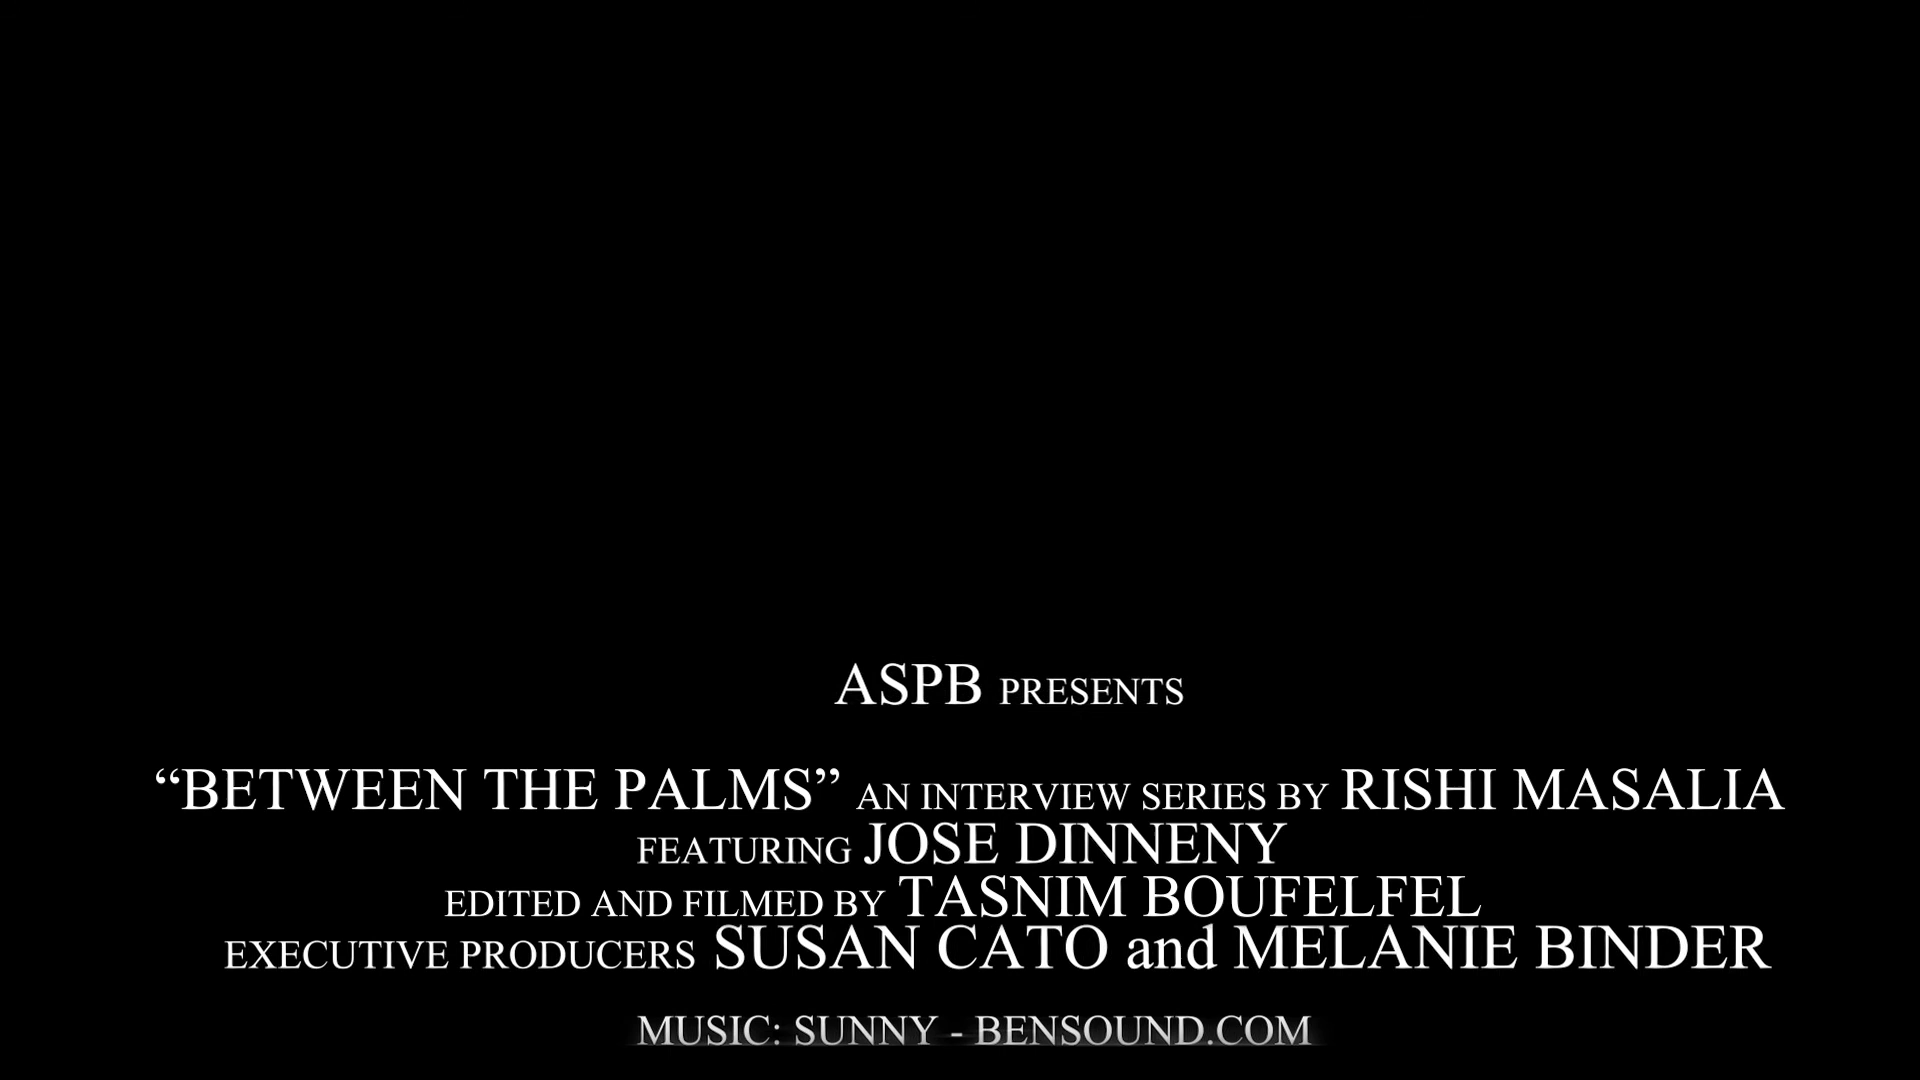 ASPB PRESENTS
“BETWEEN THE PALMS” AN INTERVIEW SERIES BY RISHI MASALIA
FEATURING JOSE DINNENY
EDITED AND FILMED BY TASNIM BOUFELFEL
EXECUTIVE PRODUCERS SUSAN CATO and MELANIE BINDER
MUSIC: SUNNY - BENSOUND.COM